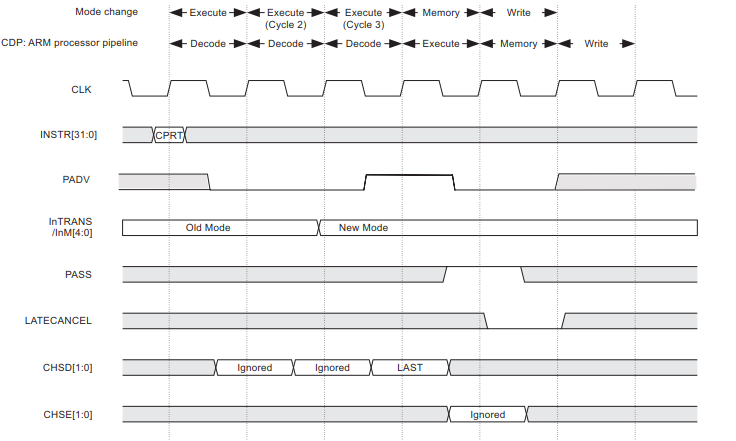 Mode change Execute Execute Execute Memory Write
(Cycle 2) (Cycle 3)
CDP: ARM processor pipeline Decode Decode Decode Execute Memory Write
CLK
INSTR[31:0] CPRT
PADV
InTRANS
/InM[4:0] Old Mode New Mode
PASS
LATECANCEL
CHSD[1:0] Ignored Ignored LAST
CHSE[1:0] Ignored